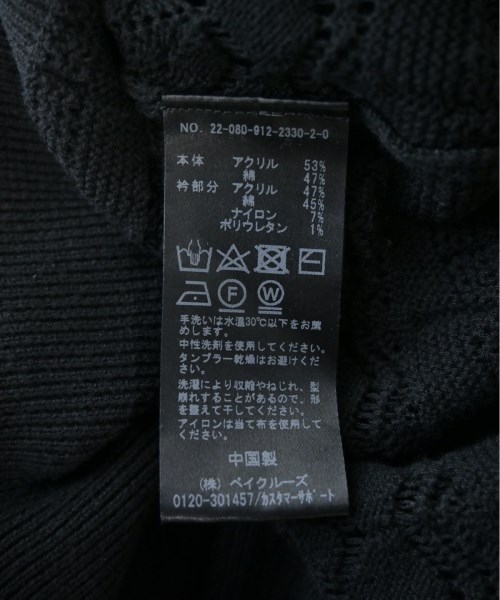 NO. 22-080-912-2330-2-0
本体 アクリル 53%
綿 47%
衿部分 アクリル 47%
綿 45%
ナイロン 7%
ポリウレタン 1%
F W
手洗いは水温30℃以下をお薦
めします。
中性洗剤を使用してください。
タンブラー乾燥はお避けくだ
さい。
洗濯により収縮やねじれ、型
崩れすることがあるので、形
を整えて干してください。
アイロンは当て布を使用して
ください。
中国製
(株) ベイクルーズ
0120-301457/カスタマーサポート